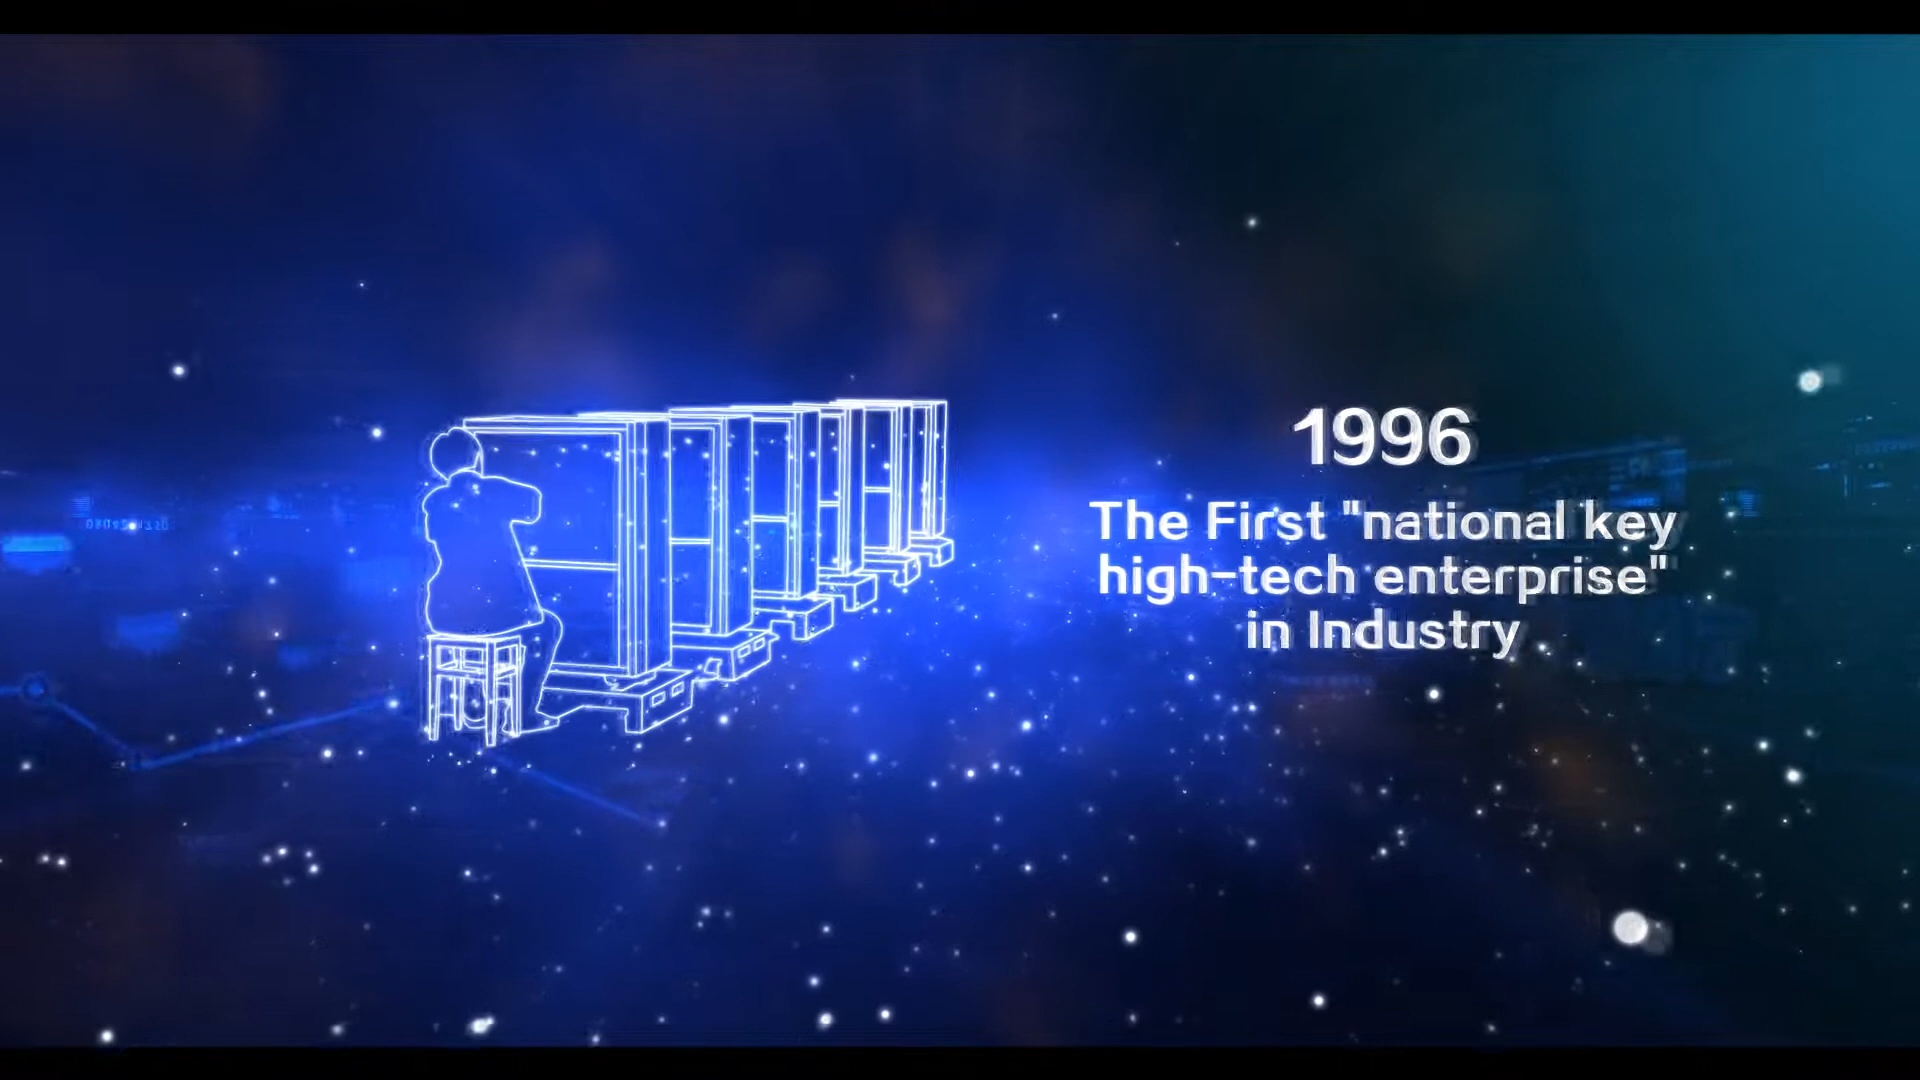 1996
The First "national key
high-tech enterprise"
in Industry